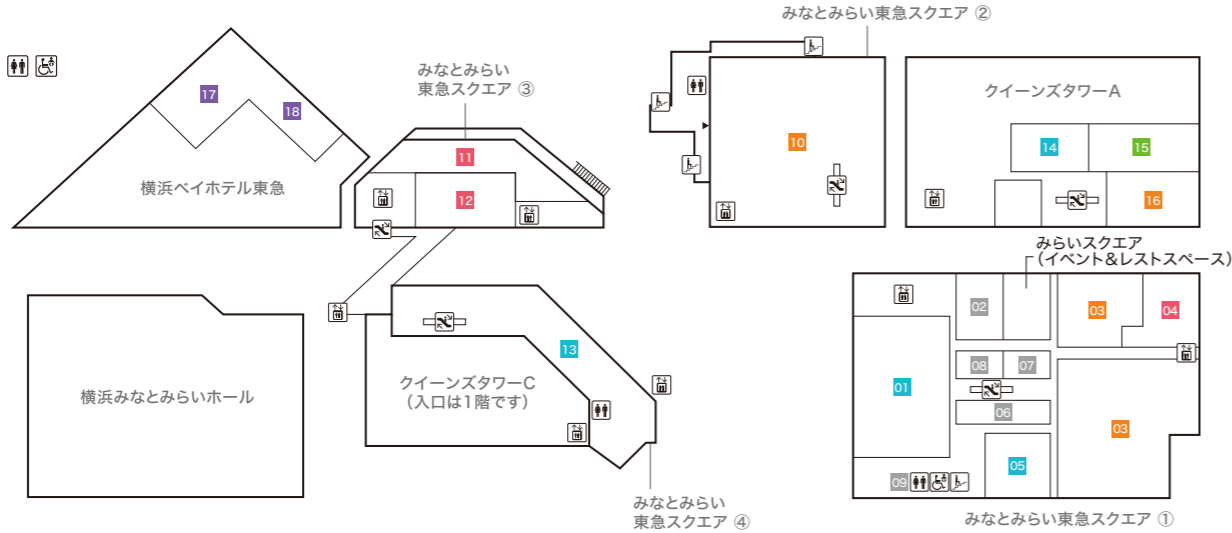 みなとみらい東急スクエア ②
みなとみらい
東急スクエア ③
17
18
横浜ベイホテル東急
11
12
10
クイーンズタワーA
14
15
16
みらいスクエア
（イベント＆レストスペース）
02
03
04
01
08
07
06
03
05
09
みなとみらい東急スクエア ①
横浜みなとみらいホール
13
クイーンズタワーC
（入口は1階です）
みなとみらい
東急スクエア ④